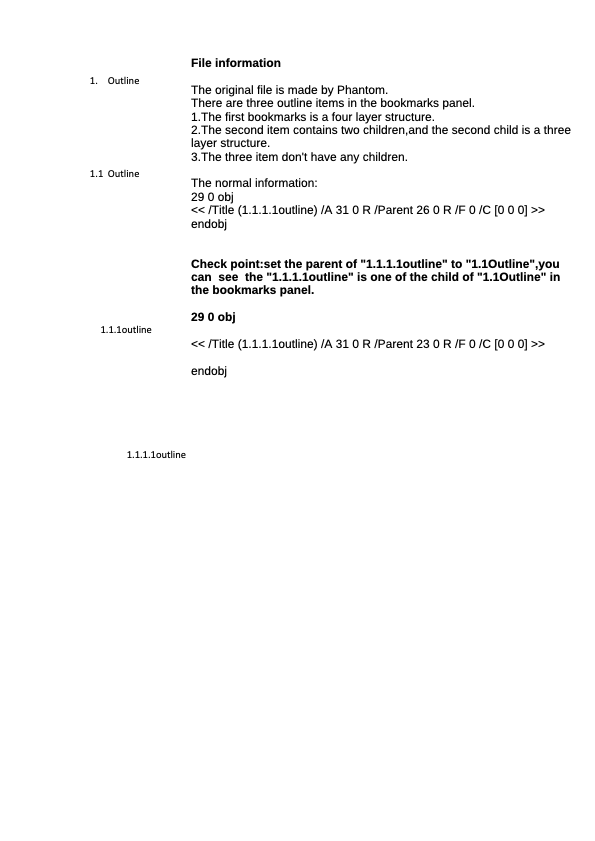 File information
1. Outline
The original file is made by Phantom.
There are three outline items in the bookmarks panel.
1.The first bookmarks is a four layer structure.
2.The second item contains two children,and the second child is a three
layer structure.
3.The three item don't have any children.
1.1 Outline
The normal information:
29 0 obj
<< /Title (1.1.1.1outline) /A 31 0 R /Parent 26 0 R /F 0 /C [0 0 0] >>
endobj
Check point:set the parent of "1.1.1.1outline" to "1.1Outline",you
can  see  the "1.1.1.1outline" is one of the child of "1.1Outline" in
the bookmarks panel.
29 0 obj
1.1.1outline
<< /Title (1.1.1.1outline) /A 31 0 R /Parent 23 0 R /F 0 /C [0 0 0] >>
endobj
1.1.1.1outline